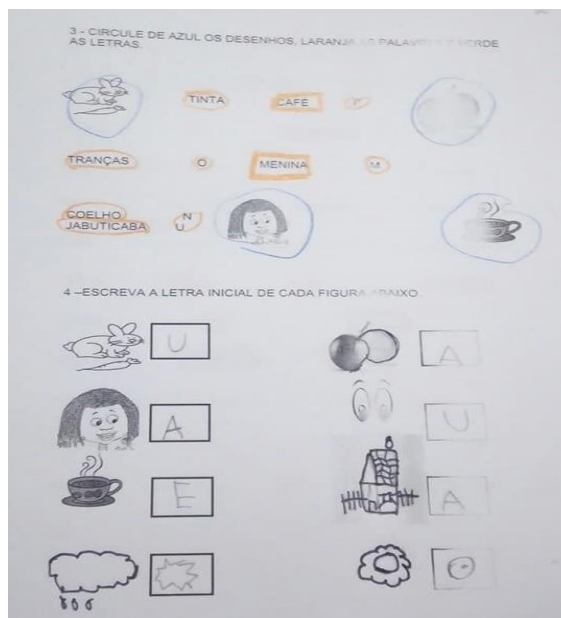 3 - CIRCULE DE AZUL OS DESENHOS, LARANJA AS PALAVRAS E VERDE
AS LETRAS.
TINTA CAFÉ
TRANÇAS O MENINA M
COELHO N
JABUTICABA U
4 –ESCREVA A LETRA INICIAL DE CADA FIGURA ABAIXO.
U A
A U
E A
O